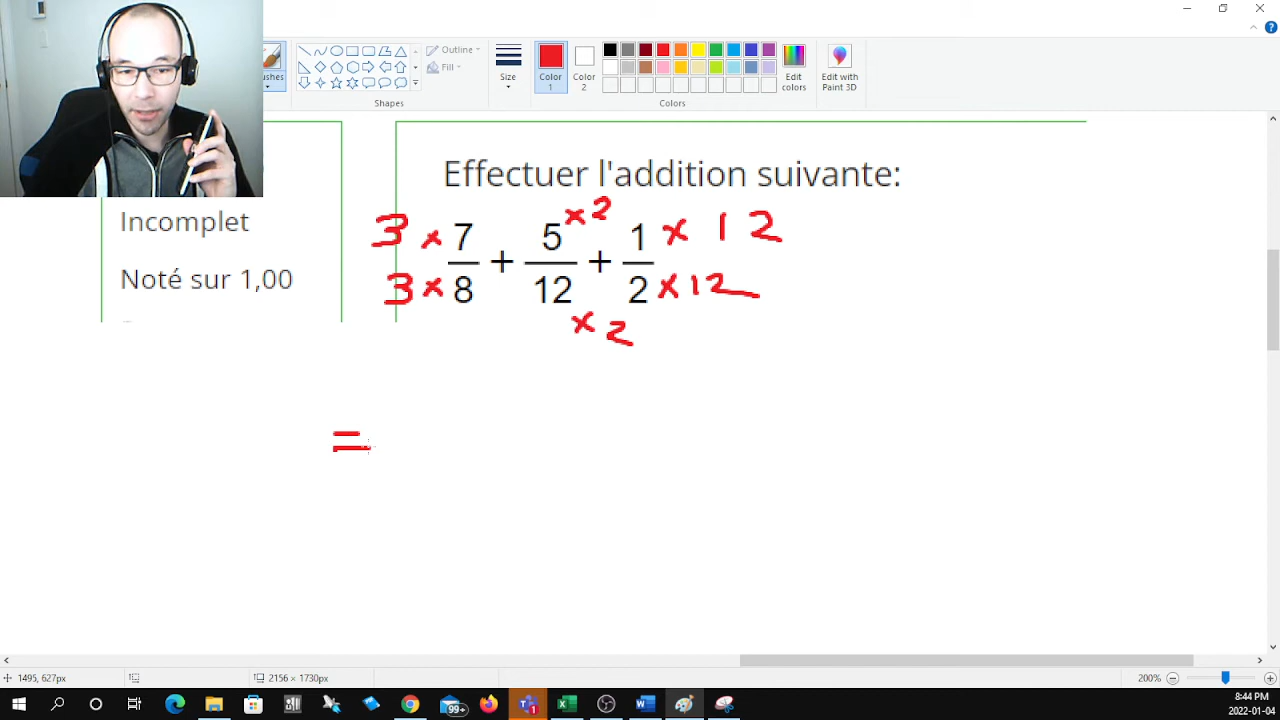 Outline
Fill
Size
Color
1
Color
2
Edit
colors
Edit with
Paint 3D
Shapes
Colors
Incomplet
Noté sur 1,00
Effectuer l'addition suivante:
3 × 7/8 + 5/12 + 1/2 × 12
× 2
3 × × 12
× 2
=
1495, 627px
2156 × 1730px
200%
99+
1
8:44 PM
2022-01-04